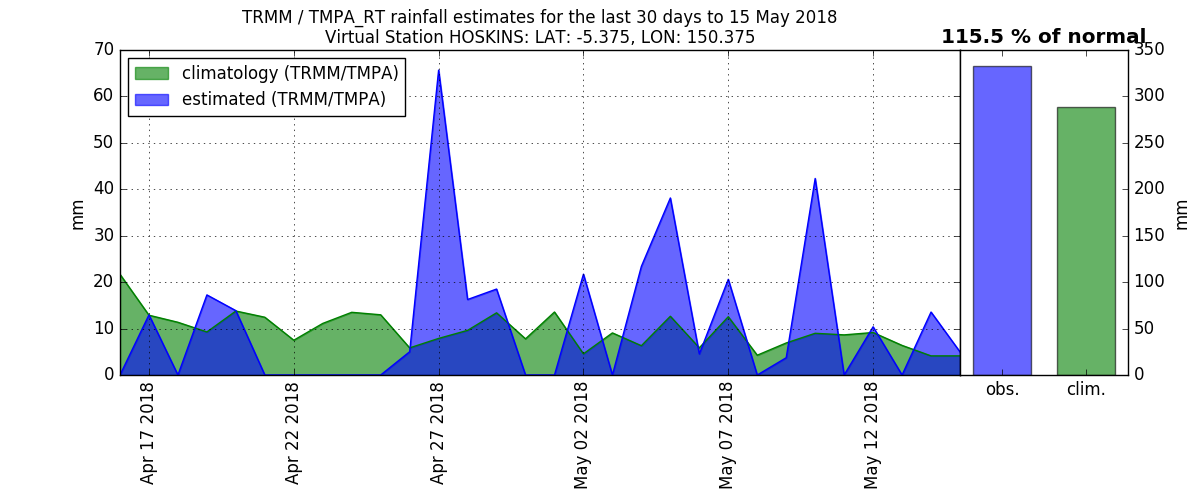 TRMM / TMPA_RT rainfall estimates for the last 30 days to 15 May 2018
Virtual Station HOSKINS: LAT: -5.375, LON: 150.375
115.5 % of normal
climatology (TRMM/TMPA)
estimated (TRMM/TMPA)
70
60
50
40
30
20
10
0
mm
Apr 17 2018
Apr 22 2018
Apr 27 2018
May 02 2018
May 07 2018
May 12 2018
obs.
clim.
350
300
250
200
150
100
50
0
mm